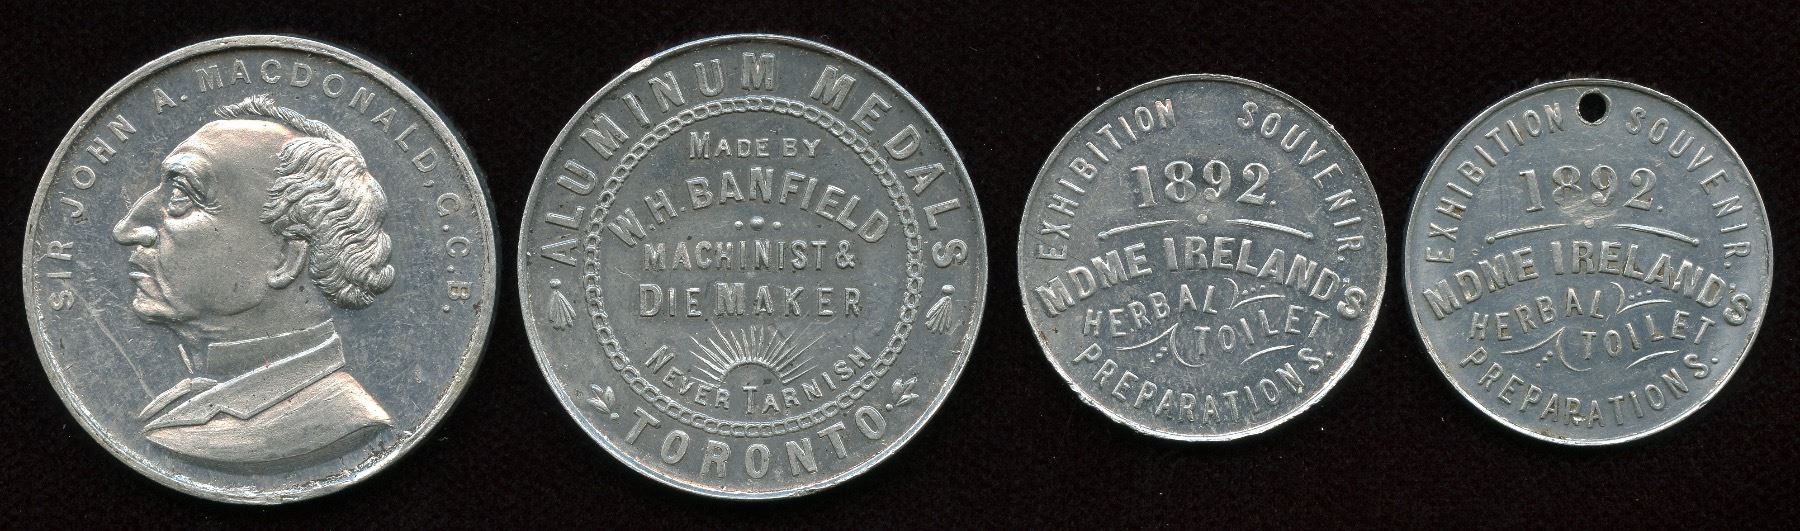 SIR JOHN A. MACDONALD, G.C.B.
ALUMINUM MEDALS
MADE BY
W.H. BANFIELD
MACHINIST &
DIE MAKER
NEVER TARNISH
TORONTO
EXHIBITION SOUVENIR.
1892.
MDME IRELAND'S
HERBAL
TOILET
PREPARATIONS.
EXHIBITION SOUVENIR.
1892.
MDME IRELAND'S
HERBAL
TOILET
PREPARATIONS.